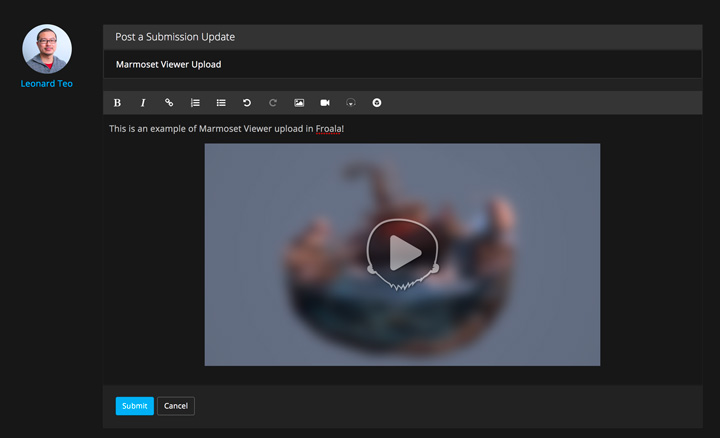 Post a Submission Update
Leonard Teo
Marmoset Viewer Upload
B I
This is an example of Marmoset Viewer upload in Froala!
Submit Cancel